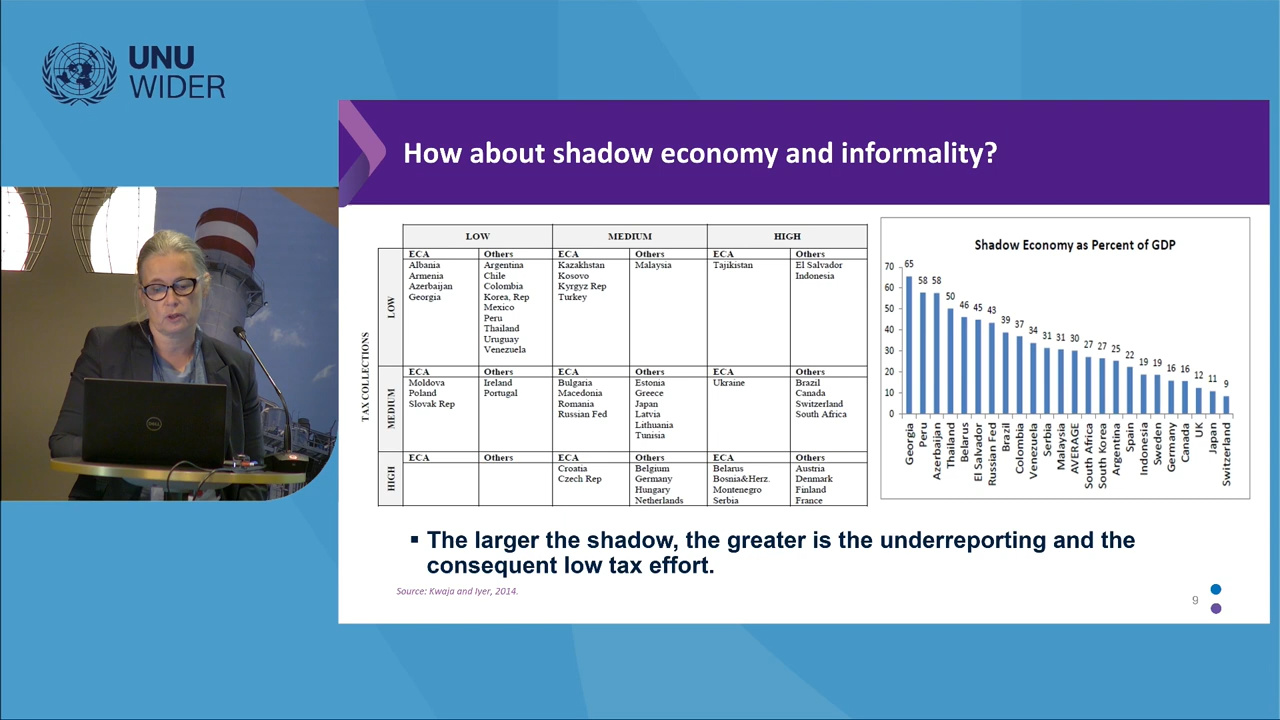 UNU
WIDER
How about shadow economy and informality?
LOW MEDIUM HIGH
TAX COLLECTIONS
LOW
ECA Others ECA Others ECA Others
Albania Argentina Kazakhstan Malaysia Tajikistan El Salvador
Armenia Chile Kosovo Indonesia
Azerbaijan Colombia Kyrgyz Rep
Georgia Korea, Rep Turkey
Mexico
Peru
Thailand
Uruguay
Venezuela
MEDIUM
ECA Others ECA Others ECA Others
Moldova Ireland Bulgaria Estonia Ukraine Brazil
Poland Portugal Macedonia Greece Canada
Slovak Rep Romania Japan Switzerland
Russian Fed Latvia South Africa
Lithuania
Tunisia
HIGH
ECA Others ECA Others ECA Others
Croatia Belgium Belarus Austria
Czech Rep Germany Bosnia&Herz. Denmark
Hungary Montenegro Finland
Netherlands Serbia France
Shadow Economy as Percent of GDP
70
60
50
40
30
20
10
0
65 58 58 50 46 45 43 39 37 34 31 31 30 27 27 25 22 19 19 16 16 12 11 9
Georgia
Peru
Azerbaijan
Thailand
Belarus
El Salvador
Russian Fed
Brazil
Colombia
Venezuela
Serbia
Malaysia
AVERAGE
South Africa
South Korea
Argentina
Spain
Indonesia
Sweden
Germany
Canada
UK
Japan
Switzerland
▪ The larger the shadow, the greater is the underreporting and the
consequent low tax effort.
Source: Kwaja and Iyer, 2014.
9
DELL